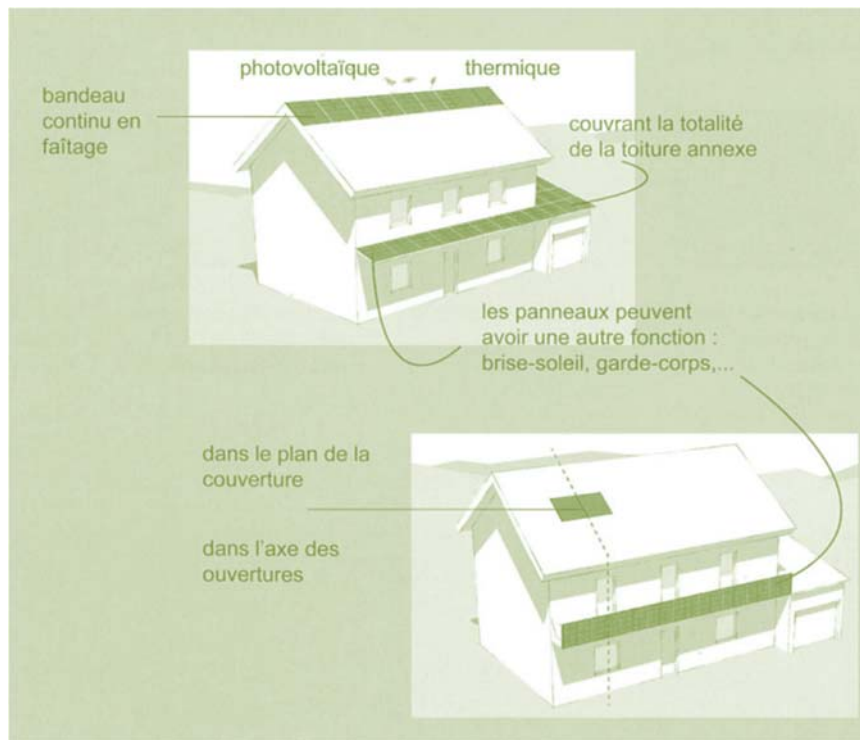 photovoltaïque thermique
bandeau
continu en
faîtage
couvrant la totalité
de la toiture annexe
les panneaux peuvent
avoir une autre fonction :
brise-soleil, garde-corps,...
dans le plan de la
couverture
dans l'axe des
ouvertures